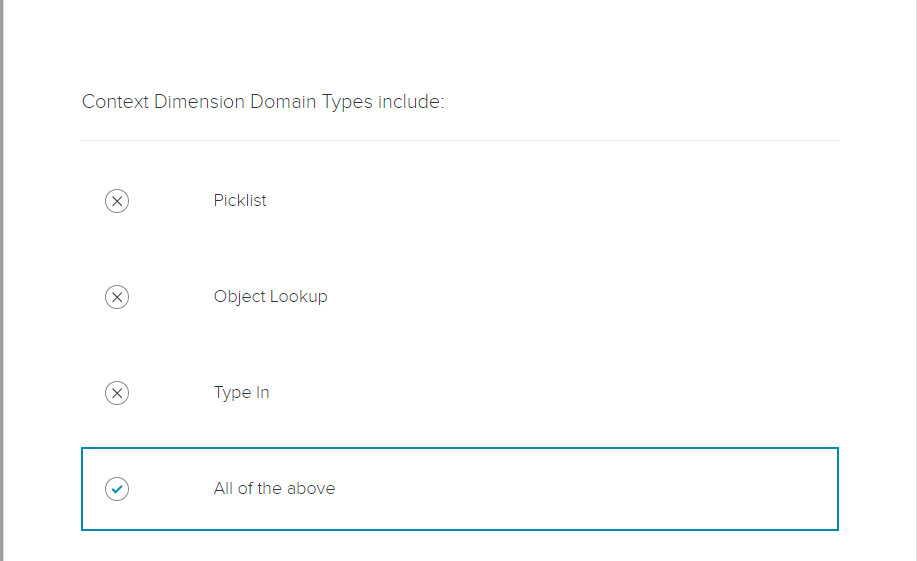 Context Dimension Domain Types include:
Picklist
Object Lookup
Type In
All of the above